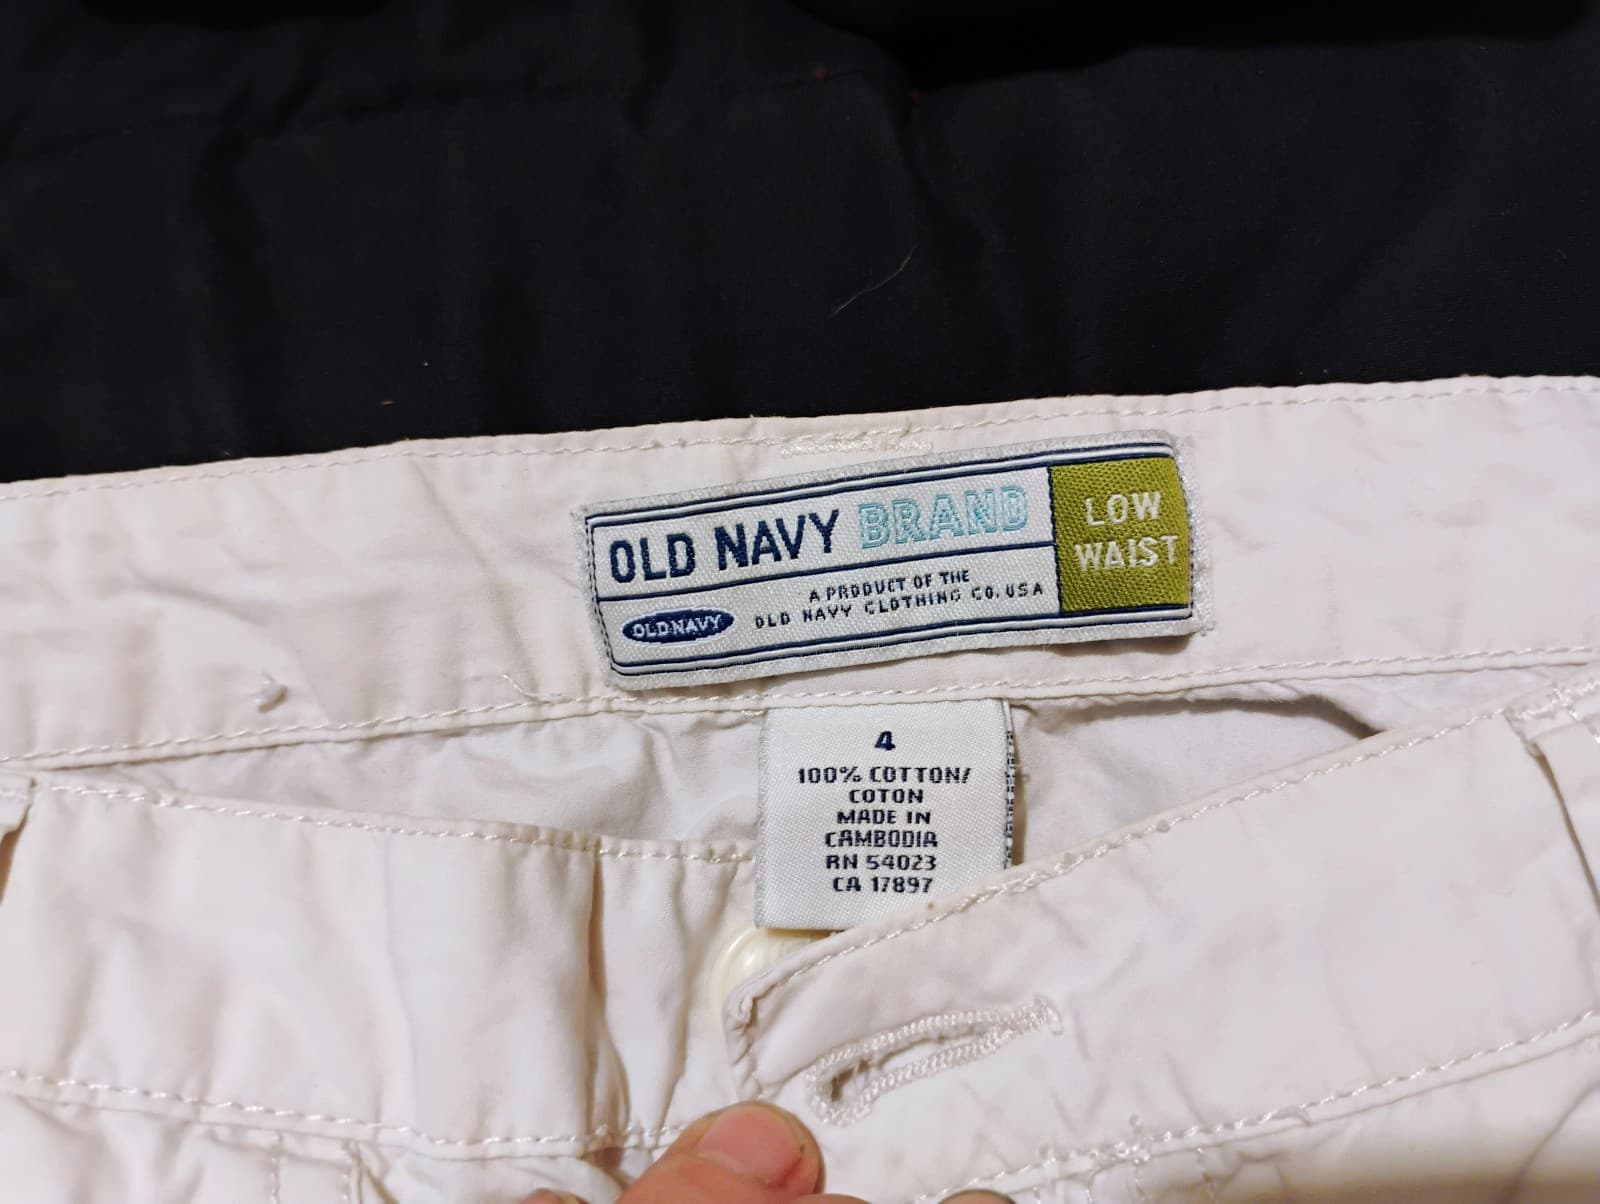 OLD NAVY BRAND
LOW
WAIST
OLD NAVY
A PRODUCT OF THE
OLD NAVY CLOTHING CO. USA
4
100% COTTON/
COTON
MADE IN
CAMBODIA
RN 54023
CA 17897